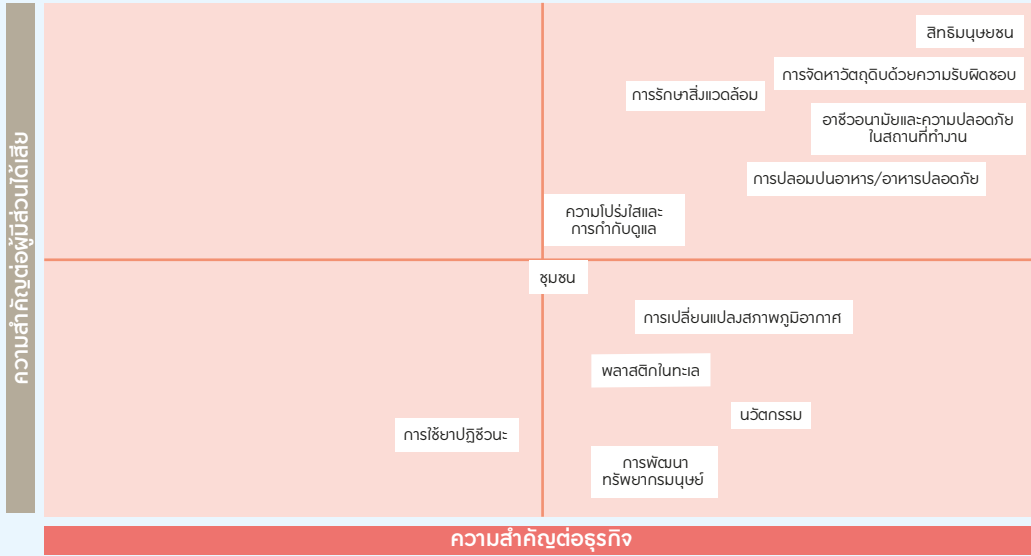 ความสำคัญต่อผู้มีส่วนได้เสีย
สิทธิมนุษยชน
การจัดหาวัตถุดิบด้วยความรับผิดชอบ
การรักษาสิ่งแวดล้อม
อาชีวอนามัยและความปลอดภัย
ในสถานที่ทำงาน
การปลอมปนอาหาร/อาหารปลอดภัย
ความโปร่งใสและ
การกำกับดูแล
ชุมชน
การเปลี่ยนแปลงสภาพภูมิอากาศ
พลาสติกในทะเล
นวัตกรรม
การใช้ยาปฏิชีวนะ
การพัฒนา
ทรัพยากรมนุษย์
ความสำคัญต่อธุรกิจ